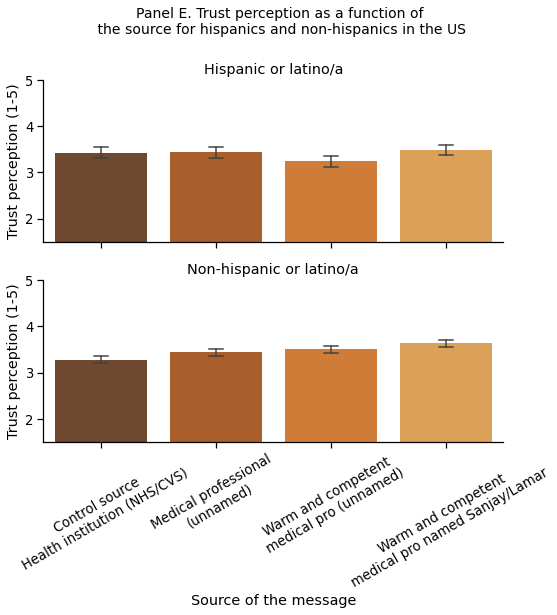 Panel E. Trust perception as a function of
the source for hispanics and non-hispanics in the US
Hispanic or latino/a
5
4
3
2
Trust perception (1-5)
Non-hispanic or latino/a
5
4
3
2
Trust perception (1-5)
Control source
Health institution (NHS/CVS)
Medical professional
(unnamed)
Warm and competent
medical pro (unnamed)
Warm and competent
medical pro named Sanjay/Lamar
Source of the message